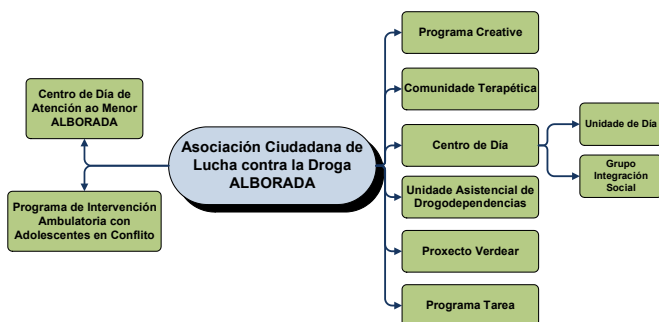 Centro de Día de
Atención ao Menor
ALBORADA
Programa de Intervención
Ambulatoria con
Adolescentes en Conflito
Asociación Ciudadana de
Lucha contra la Droga
ALBORADA
Programa Creative
Comunidade Terapética
Centro de Día
Unidade Asistencial de
Drogodependencias
Proxecto Verdear
Programa Tarea
Unidade de Día
Grupo
Integración
Social